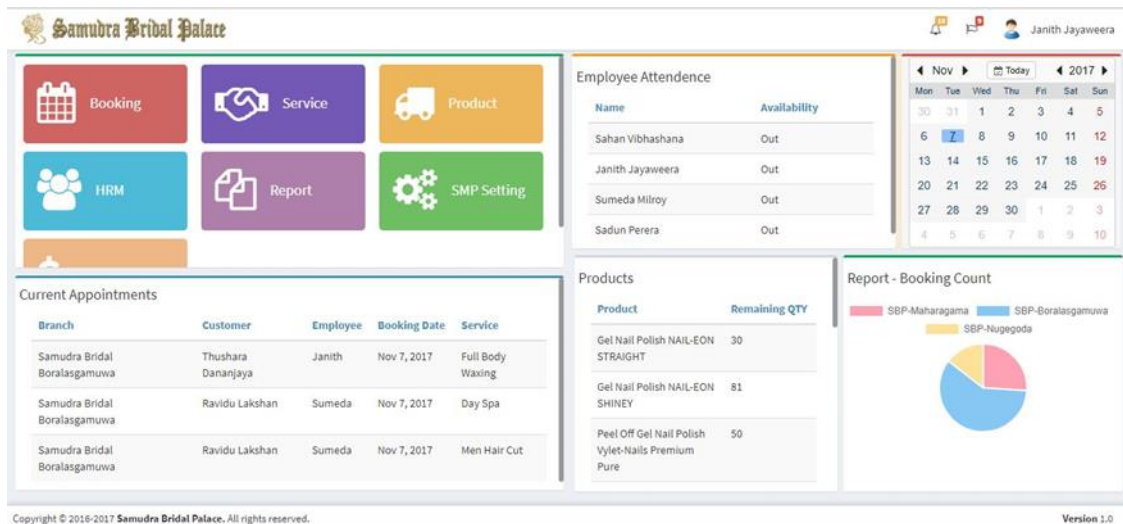 Samudra Bridal Palace
Janith Jayaweera
Booking
Service
Product
HRM
Report
SMP Setting
Employee Attendence
Name Availability
Sahan Vibhashana Out
Janith Jayaweera Out
Sumeda Milroy Out
Sadun Perera Out
Nov Today 2017
Mon Tue Wed Thu Fri Sat Sun
30 31 1 2 3 4 5
6 7 8 9 10 11 12
13 14 15 16 17 18 19
20 21 22 23 24 25 26
27 28 29 30 1 2 3
4 5 6 7 8 9 10
Current Appointments
Branch Customer Employee Booking Date Service
Samudra Bridal Thushara Janith Nov 7, 2017 Full Body
Boralasgamuwa Dananjaya Waxing
Samudra Bridal Ravidu Lakshan Sumeda Nov 7, 2017 Day Spa
Boralasgamuwa
Samudra Bridal Ravidu Lakshan Sumeda Nov 7, 2017 Men Hair Cut
Boralasgamuwa
Products
Product Remaining QTY
Gel Nail Polish NAIL-EON 30
STRAIGHT
Gel Nail Polish NAIL-EON 81
SHINEY
Peel Off Gel Nail Polish 50
Vylet-Nails Premium
Pure
Report - Booking Count
SBP-Maharagama SBP-Boralasgamuwa
SBP-Nugegoda
Copyright © 2016-2017 Samudra Bridal Palace. All rights reserved.
Version 1.0